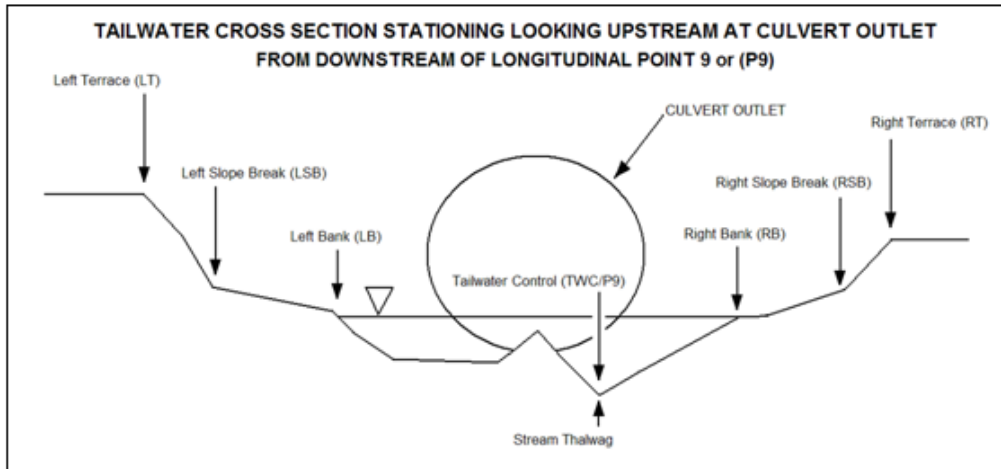 TAILWATER CROSS SECTION STATIONING LOOKING UPSTREAM AT CULVERT OUTLET
FROM DOWNSTREAM OF LONGITUDINAL POINT 9 or (P9)
Left Terrace (LT)
CULVERT OUTLET
Right Terrace (RT)
Left Slope Break (LSB)
Right Slope Break (RSB)
Left Bank (LB)
Right Bank (RB)
Tailwater Control (TWC/P9)
Stream Thalwag